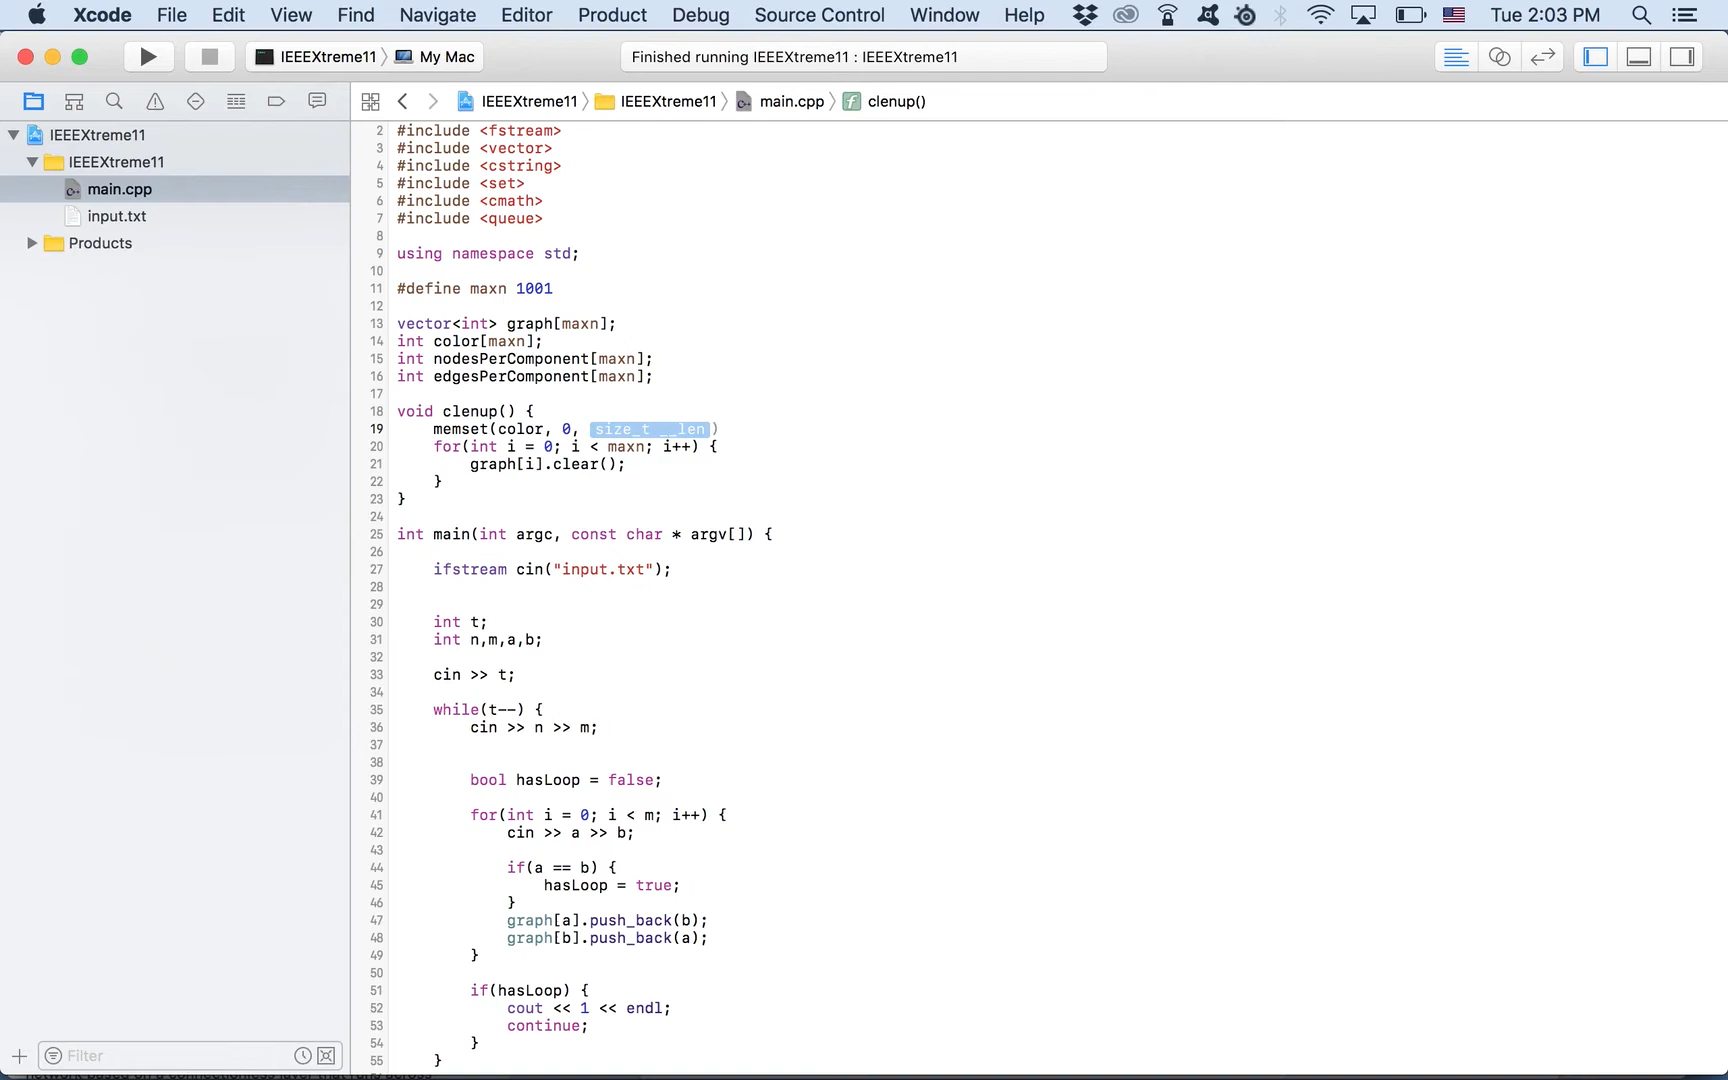 Xcode File Edit View Find Navigate Editor Product Debug Source Control Window Help Tue 2:03 PM
IEEEXtreme11 My Mac Finished running IEEEXtreme11 : IEEEXtreme11
IEEEXtreme11 IEEEXtreme11 main.cpp clenup()
IEEEXtreme11
IEEEXtreme11
main.cpp
input.txt
Products
Filter
2 #include <fstream>
3 #include <vector>
4 #include <cstring>
5 #include <set>
6 #include <cmath>
7 #include <queue>
8
9 using namespace std;
10
11 #define maxn 1001
12
13 vector<int> graph[maxn];
14 int color[maxn];
15 int nodesPerComponent[maxn];
16 int edgesPerComponent[maxn];
17
18 void clenup() {
19 memset(color, 0, size_t __len)
20 for(int i = 0; i < maxn; i++) {
21 graph[i].clear();
22 }
23 }
24
25 int main(int argc, const char * argv[]) {
26
27 ifstream cin("input.txt");
28
29
30 int t;
31 int n,m,a,b;
32
33 cin >> t;
34
35 while(t--) {
36 cin >> n >> m;
37
38
39 bool hasLoop = false;
40
41 for(int i = 0; i < m; i++) {
42 cin >> a >> b;
43
44 if(a == b) {
45 hasLoop = true;
46 }
47 graph[a].push_back(b);
48 graph[b].push_back(a);
49 }
50
51 if(hasLoop) {
52 cout << 1 << endl;
53 continue;
54 }
55 }